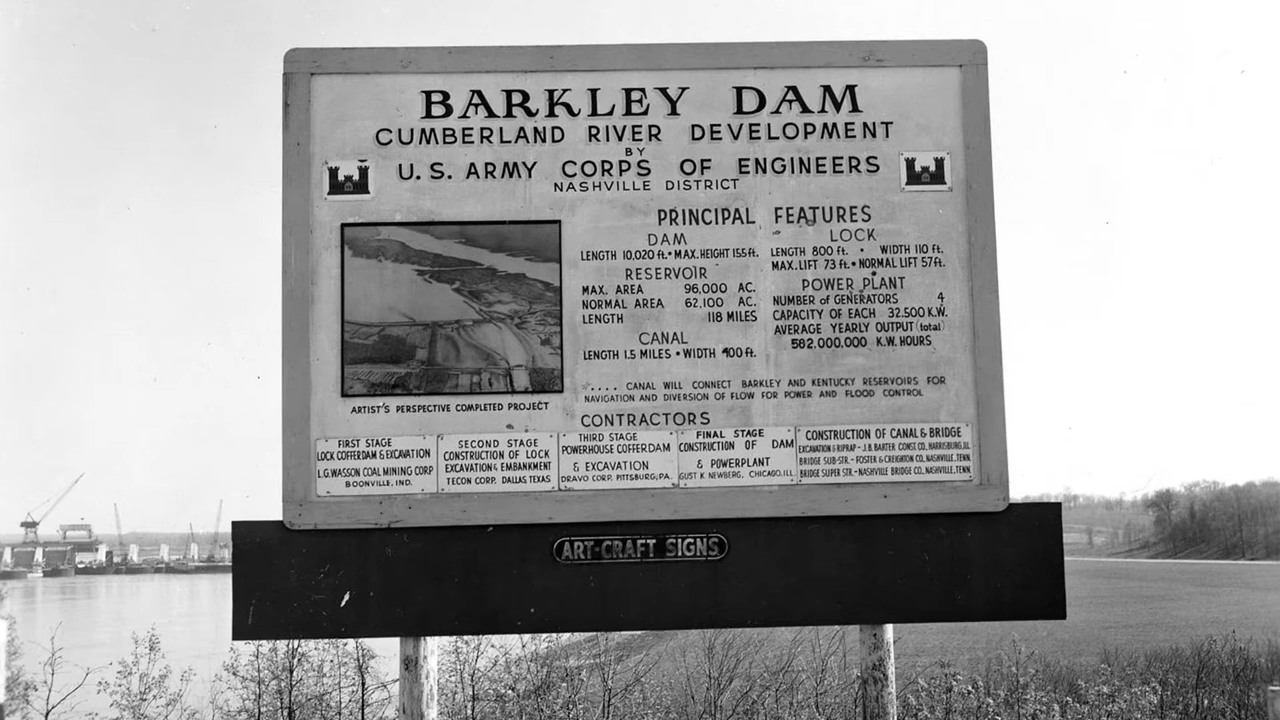 BARKLEY DAM
CUMBERLAND RIVER DEVELOPMENT
BY
U.S. ARMY CORPS OF ENGINEERS
NASHVILLE DISTRICT
PRINCIPAL FEATURES
DAM
LENGTH 10,020 ft. • MAX. HEIGHT 155 ft.
RESERVOIR
MAX. AREA 96,000 AC.
NORMAL AREA 62,100 AC.
LENGTH 118 MILES
CANAL
LENGTH 1.5 MILES • WIDTH 400 ft.
LOCK
LENGTH 800 ft. • WIDTH 110 ft.
MAX. LIFT 73 ft. • NORMAL LIFT 57 ft.
POWER PLANT
NUMBER of GENERATORS 4
CAPACITY OF EACH 32.500 K.W.
AVERAGE YEARLY OUTPUT (total)
582.000.000 K.W. HOURS
*.... CANAL WILL CONNECT BARKLEY AND KENTUCKY RESERVOIRS FOR
NAVIGATION AND DIVERSION OF FLOW FOR POWER AND FLOOD CONTROL
ARTIST'S PERSPECTIVE COMPLETED PROJECT
CONTRACTORS
FIRST STAGE
LOCK COFFERDAM & EXCAVATION
L.G. WASSON COAL MINING CORP
BOONVILLE, IND.
SECOND STAGE
CONSTRUCTION OF LOCK
EXCAVATION & EMBANKMENT
TECON CORP. DALLAS, TEXAS
THIRD STAGE
POWERHOUSE COFFERDAM
& EXCAVATION
DRAVO CORP. PITTSBURG, PA.
FINAL STAGE
CONSTRUCTION OF DAM
& POWERPLANT
GUST K. NEWBERG, CHICAGO, ILL.
CONSTRUCTION OF CANAL & BRIDGE
EXCAVATION & RIPRAP - J.B. BARTER CONST. CO., HARRISBURG, ILL.
BRIDGE SUB-STR. - FOSTER & CREIGHTON CO. NASHVILLE, TENN.
BRIDGE SUPER STR. - NASHVILLE BRIDGE CO. NASHVILLE, TENN.
ART-CRAFT SIGNS